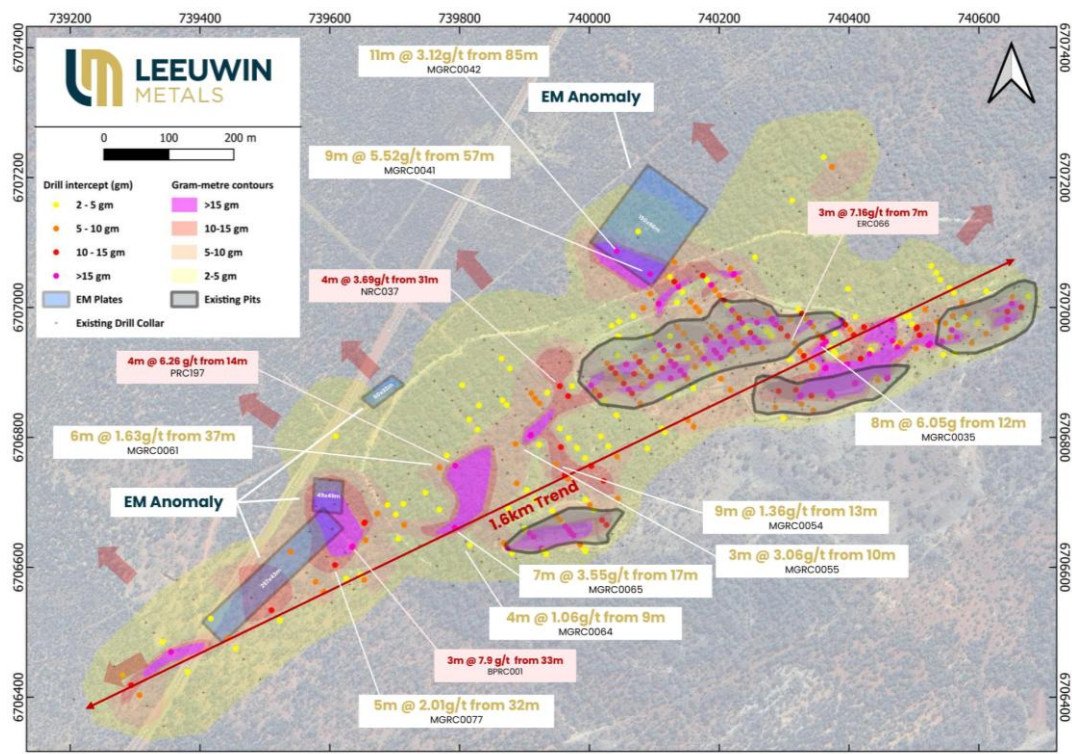 739200 739400 739600 739800 740000 740200 740400 740600
6707400
6707200
6707000
6706800
6706600
6706400
LEEUWIN
METALS
0 100 200 m
Drill intercept (gm)
2 - 5 gm
5 - 10 gm
10 - 15 gm
>15 gm
EM Plates
Existing Drill Collar
Gram-metre contours
>15 gm
10-15 gm
5-10 gm
2-5 gm
Existing Pits
11m @ 3.12g/t from 85m
MGRC0042
EM Anomaly
9m @ 5.52g/t from 57m
MGRC0041
3m @ 7.16g/t from 7m
ERC066
4m @ 3.69g/t from 31m
NRC037
4m @ 6.26 g/t from 14m
PRC197
6m @ 1.63g/t from 37m
MGRC0061
8m @ 6.05g from 12m
MGRC0035
EM Anomaly
1.6km Trend
9m @ 1.36g/t from 13m
MGRC0054
3m @ 3.06g/t from 10m
MGRC0055
7m @ 3.55g/t from 17m
MGRC0065
4m @ 1.06g/t from 9m
MGRC0064
3m @ 7.9 g/t from 33m
BPRC001
5m @ 2.01g/t from 32m
MGRC0077
6707400
6707200
6707000
6706800
6706600
6706400